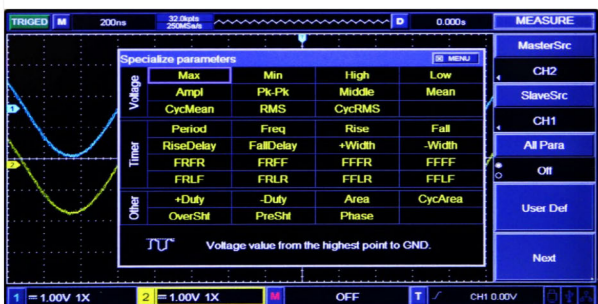 TRIGED M 200ns 32.0kpts 250MSa/s D 0.000s MEASURE
MasterSrc
Specialize parameters MENU
CH2
Voltage
Max Min High Low
Ampl Pk-Pk Middle Mean
CycMean RMS CycRMS
SlaveSrc
CH1
Timer
Period Freq Rise Fall
RiseDelay FallDelay +Width -Width
FRFR FRFF FFFR FFFF
FRLF FRLR FFLR FFLF
All Para
Off
Other
+Duty -Duty Area CycArea
OverSht PreSht Phase
User Def
Voltage value from the highest point to GND.
Next
1
2
1 = 1.00V 1X 2 = 1.00V 1X M OFF T CH1 0.00V